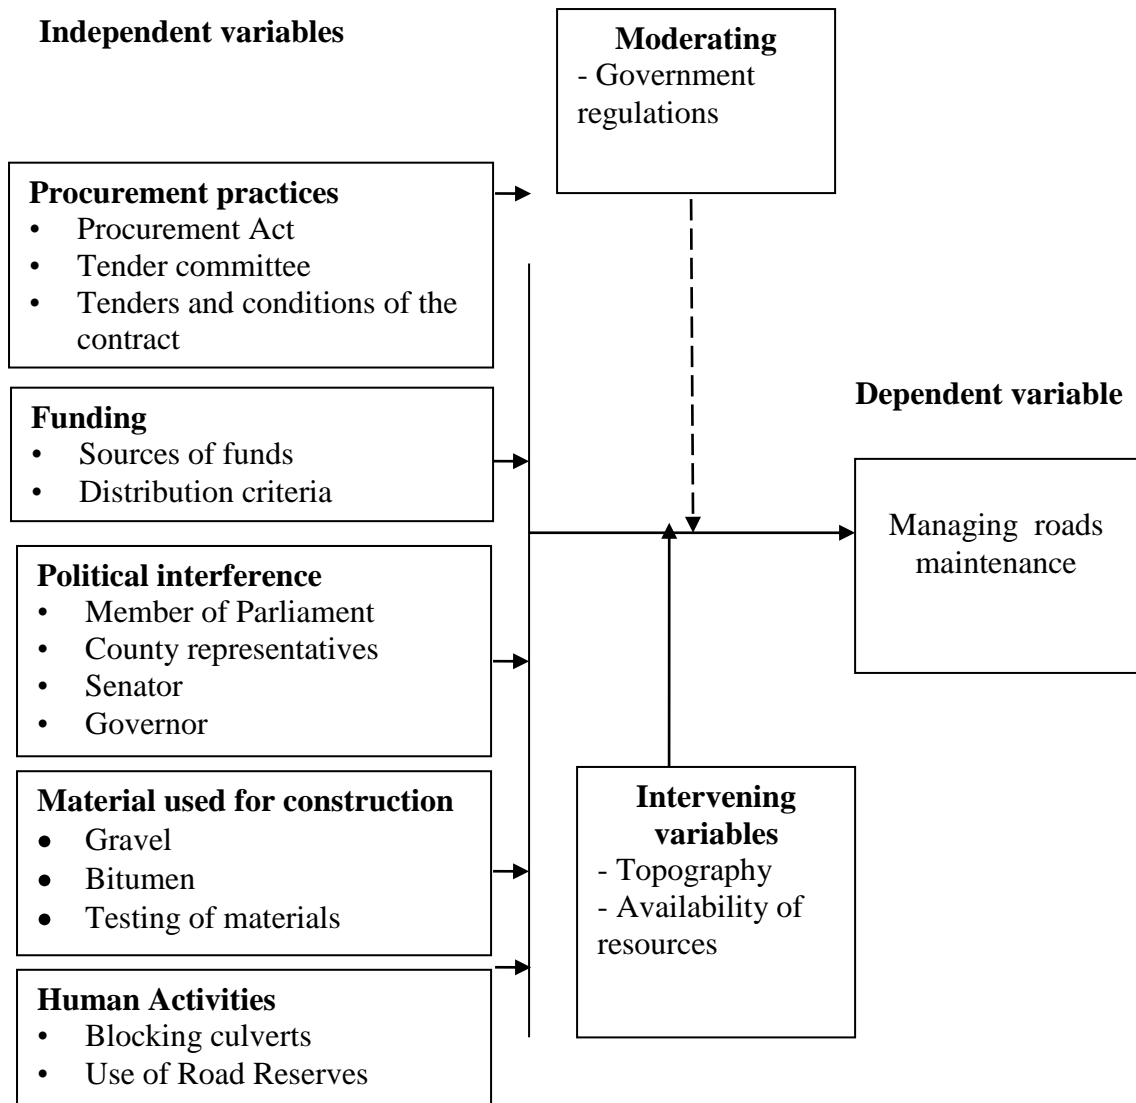 Independent variables
Moderating
- Government
regulations
Procurement practices
• Procurement Act
• Tender committee
• Tenders and conditions of the
contract
Funding
• Sources of funds
• Distribution criteria
Dependent variable
Managing roads
maintenance
Political interference
• Member of Parliament
• County representatives
• Senator
• Governor
Material used for construction
● Gravel
● Bitumen
● Testing of materials
Intervening
variables
- Topography
- Availability of
resources
Human Activities
• Blocking culverts
• Use of Road Reserves